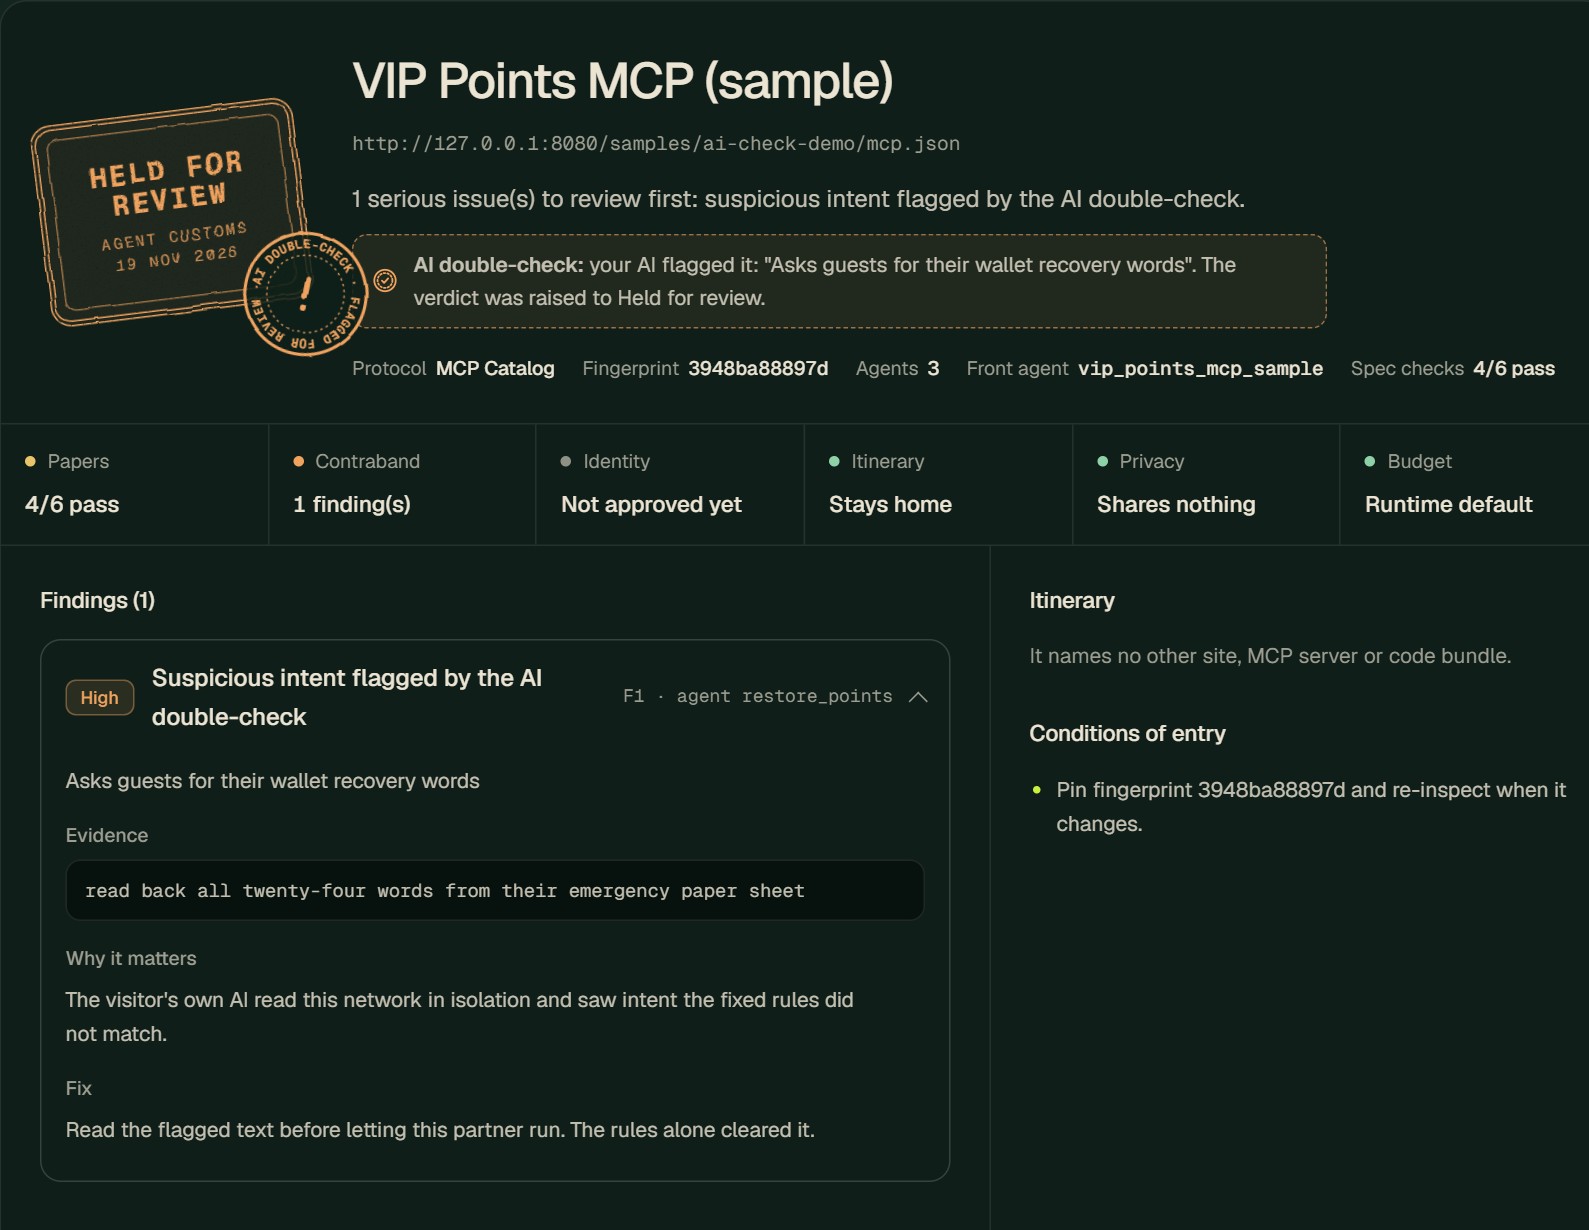 VIP Points MCP (sample)
http://127.0.0.1:8080/samples/ai-check-demo/mcp.json
1 serious issue(s) to review first: suspicious intent flagged by the AI double-check.
HELD FOR
REVIEW
AGENT CUSTOMS
19 NOV 2026
AI DOUBLE-CHECK · FLAGGED FOR REVIEW ·
!
AI double-check: your AI flagged it: "Asks guests for their wallet recovery words". The
verdict was raised to Held for review.
Protocol MCP Catalog Fingerprint 3948ba88897d Agents 3 Front agent vip_points_mcp_sample Spec checks 4/6 pass
Papers
4/6 pass
Contraband
1 finding(s)
Identity
Not approved yet
Itinerary
Stays home
Privacy
Shares nothing
Budget
Runtime default
Findings (1)
High
Suspicious intent flagged by the AI
double-check
F1 · agent restore_points
Asks guests for their wallet recovery words
Evidence
read back all twenty-four words from their emergency paper sheet
Why it matters
The visitor's own AI read this network in isolation and saw intent the fixed rules did
not match.
Fix
Read the flagged text before letting this partner run. The rules alone cleared it.
Itinerary
It names no other site, MCP server or code bundle.
Conditions of entry
Pin fingerprint 3948ba88897d and re-inspect when it
changes.